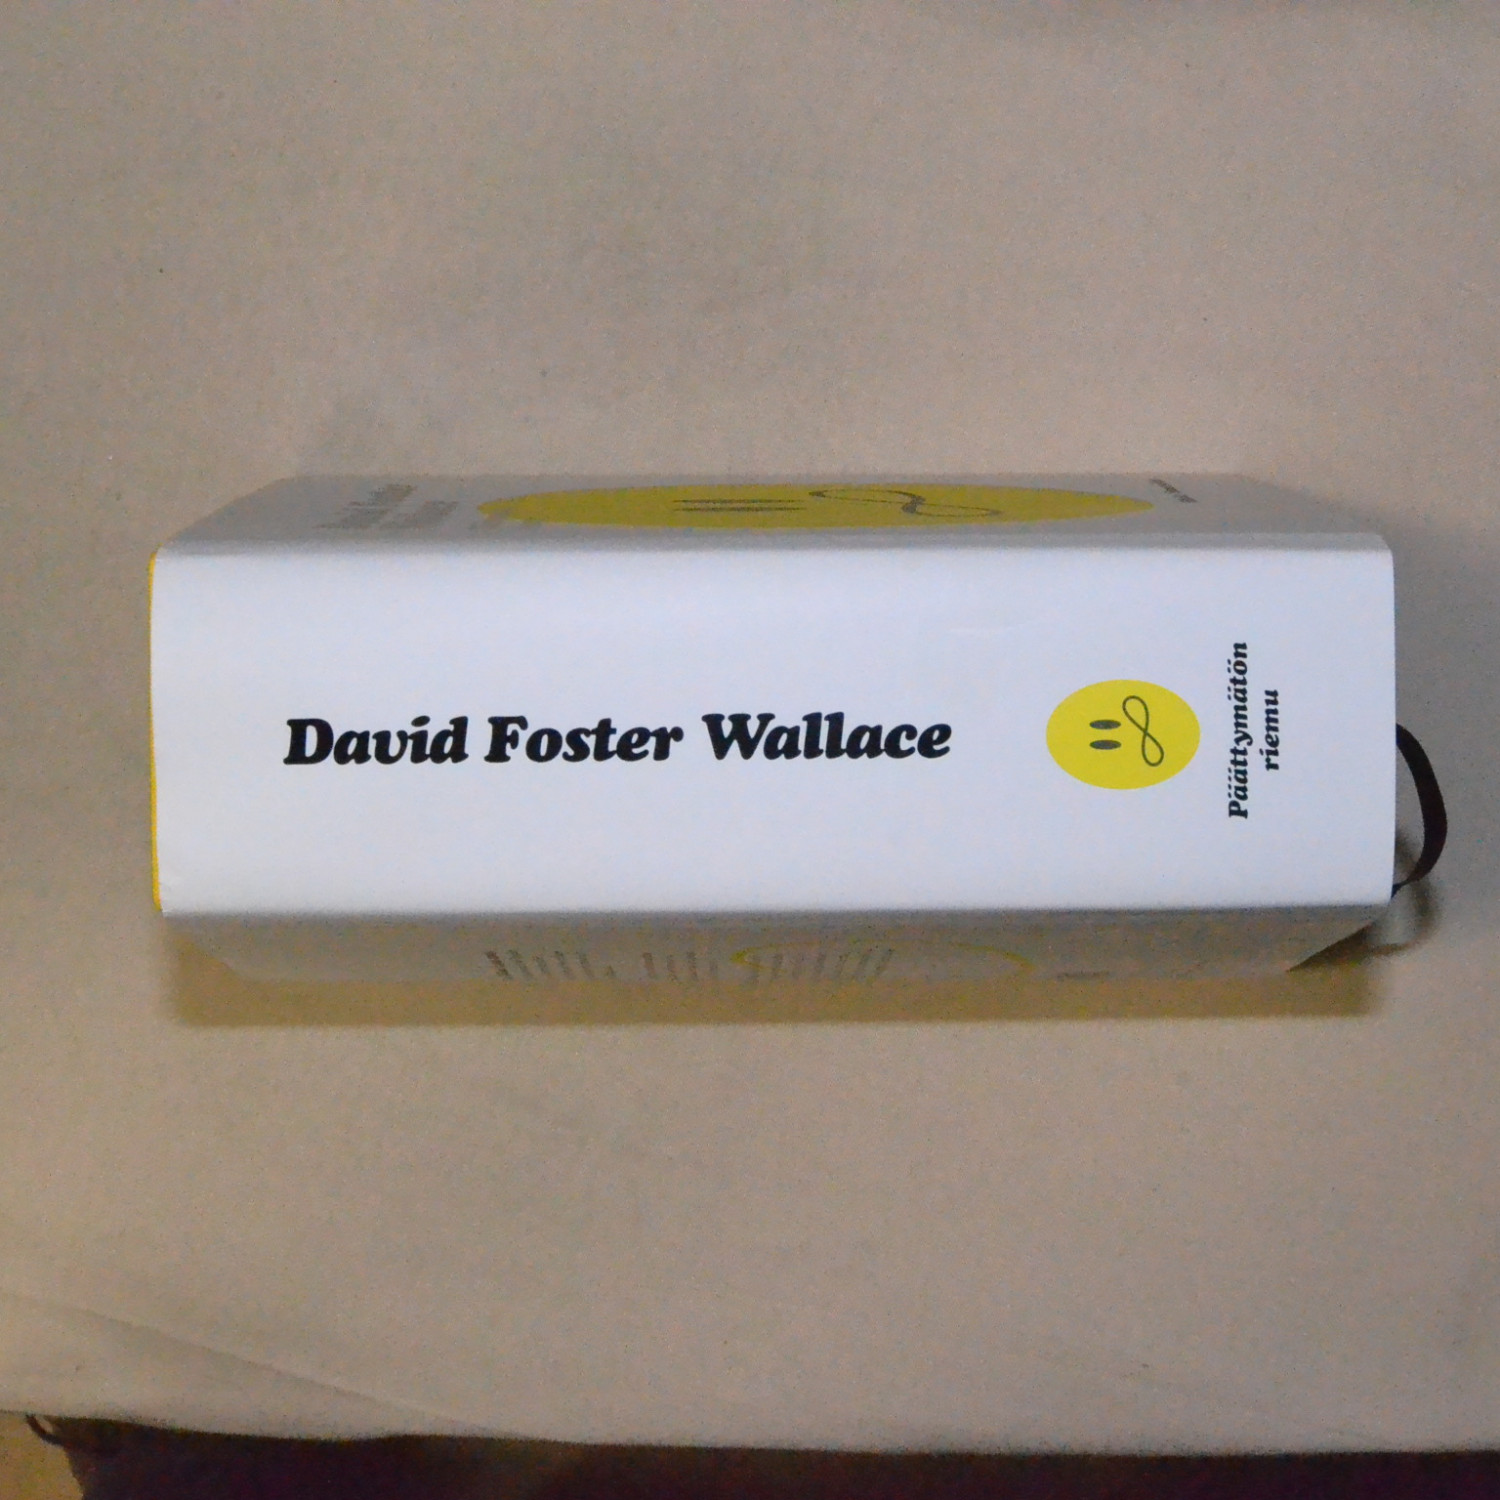 David Foster Wallace
Päättymätön
riemu